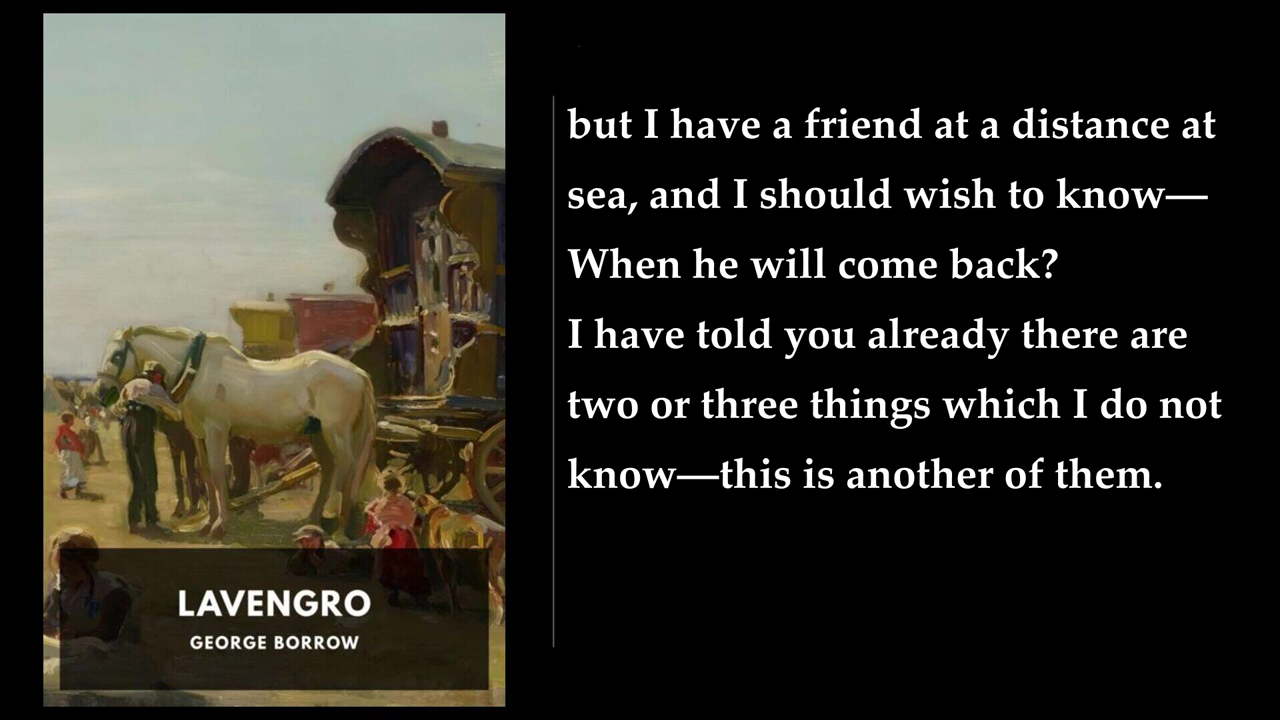 LAVENGRO
GEORGE BORROW
but I have a friend at a distance at
sea, and I should wish to know—
When he will come back?
I have told you already there are
two or three things which I do not
know—this is another of them.